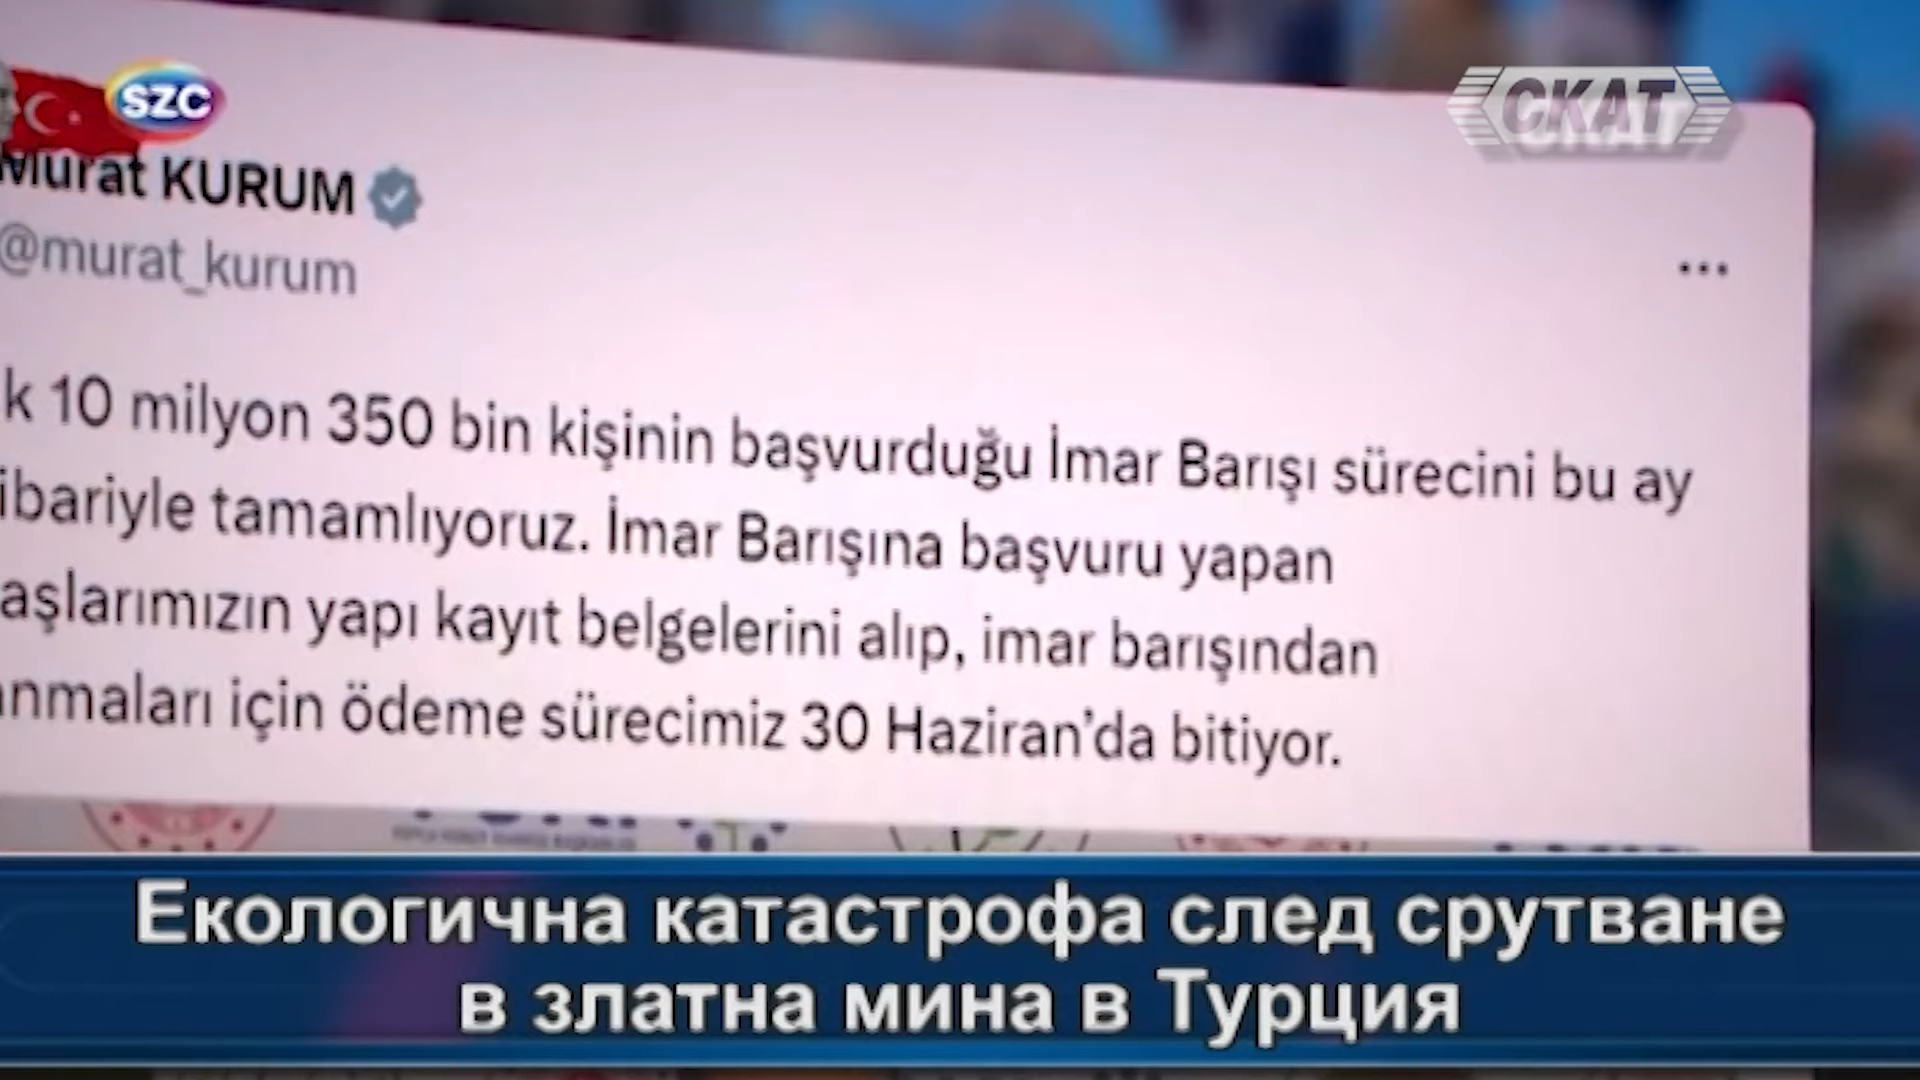 SZC
СКАТ
Murat KURUM
@murat_kurum
k 10 milyon 350 bin kişinin başvurduğu İmar Barışı sürecini bu ay
ibariyle tamamlıyoruz. İmar Barışına başvuru yapan
aşlarımızın yapı kayıt belgelerini alıp, imar barışından
anmaları için ödeme sürecimiz 30 Haziran'da bitiyor.
Екологична катастрофа след срутване
в златна мина в Турция